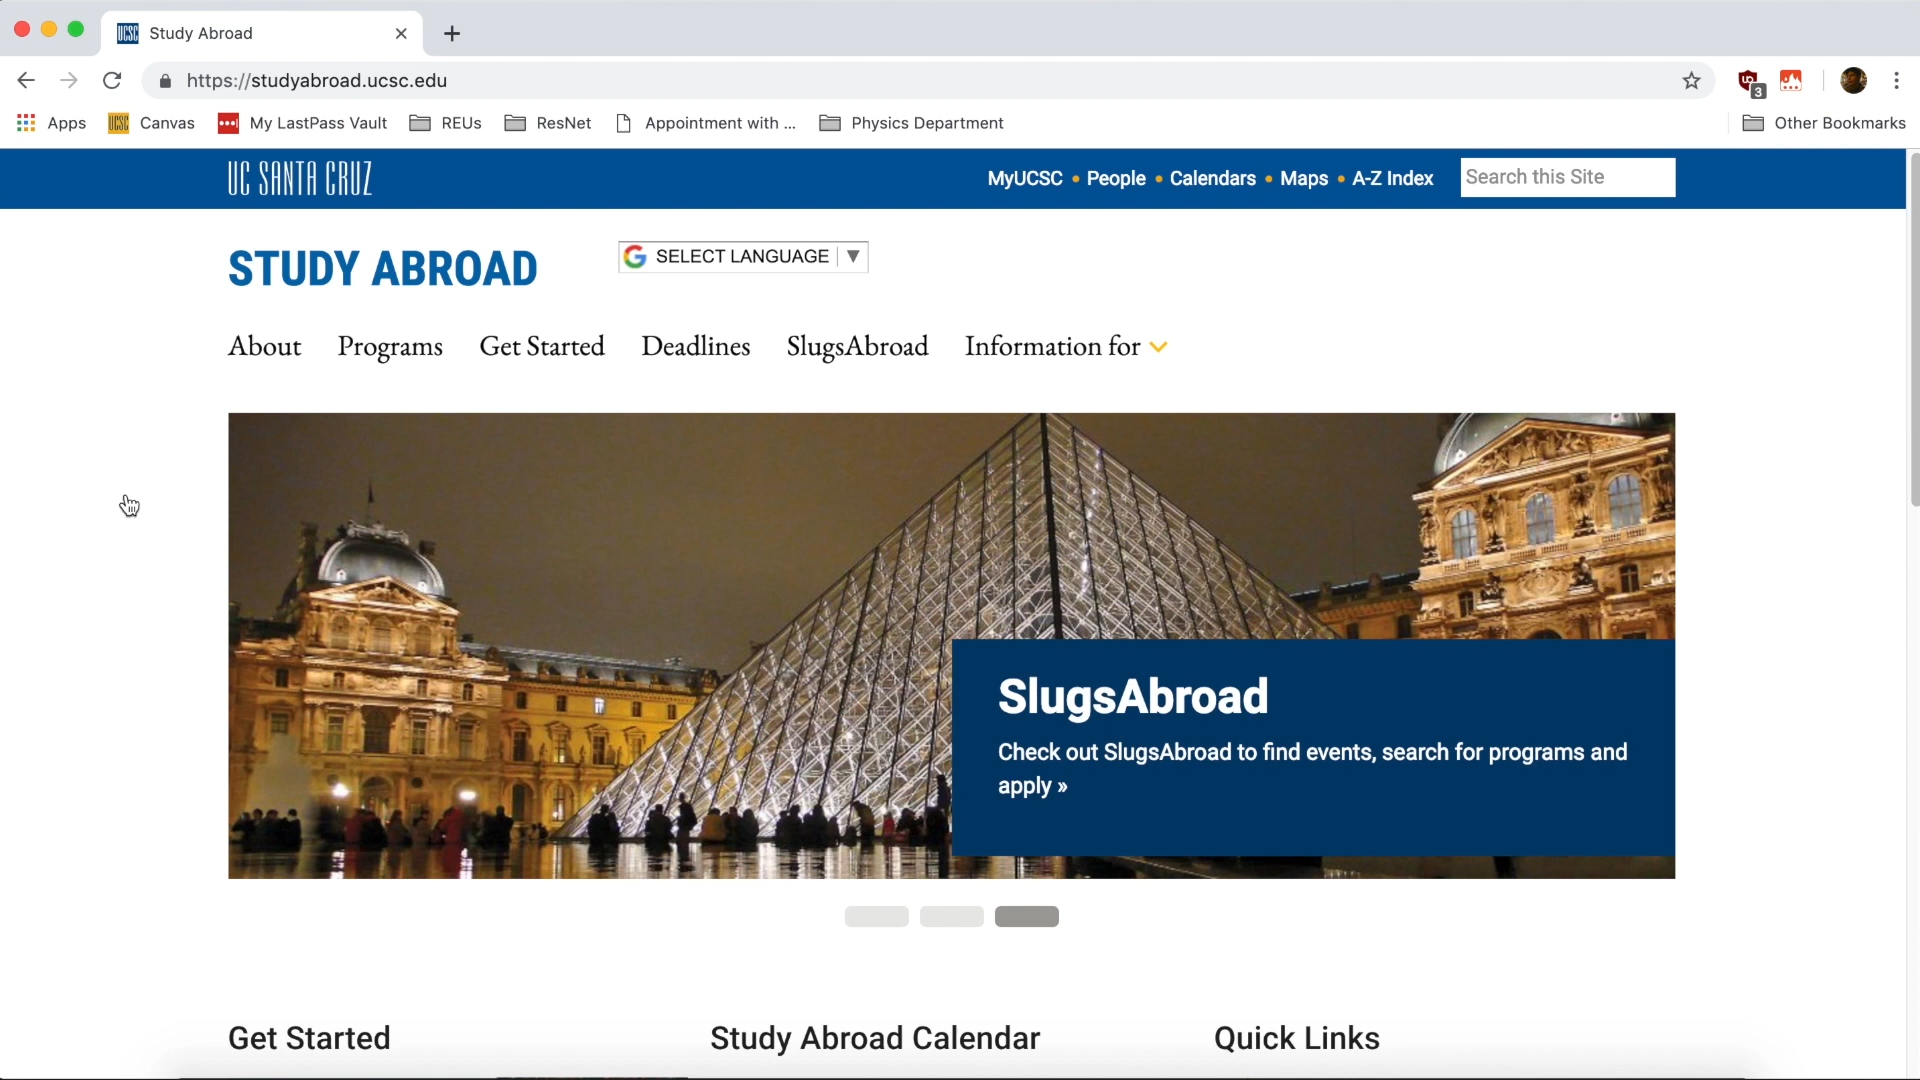 UCSC Study Abroad
https://studyabroad.ucsc.edu
3
Apps UCSC Canvas My LastPass Vault REUs ResNet Appointment with ... Physics Department Other Bookmarks
UC SANTA CRUZ
MyUCSC • People • Calendars • Maps • A-Z Index Search this Site
STUDY ABROAD
G SELECT LANGUAGE ▼
About Programs Get Started Deadlines SlugsAbroad Information for
SlugsAbroad
Check out SlugsAbroad to find events, search for programs and
apply »
Get Started Study Abroad Calendar Quick Links